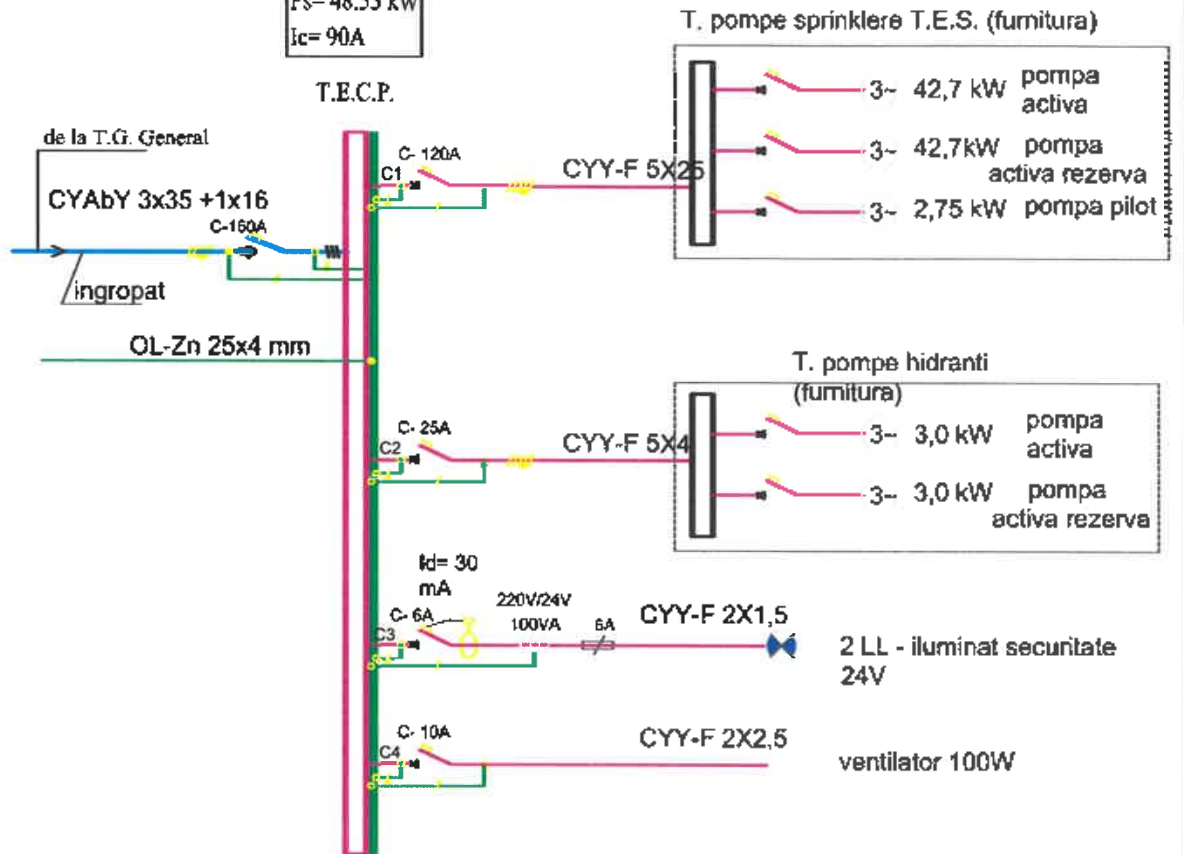 Ps= 48.55 kW
Ic= 90A
T.E.C.P.
de la T.G. General
CYAbY 3x35 +1x16
C-160A
ingropat
OL-Zn 25x4 mm
T. pompe sprinklere T.E.S. (furnitura)
C- 120A
C1
CYY-F 5X25
3~ 42,7 kW pompa
activa
3~ 42,7kW pompa
activa rezerva
3~ 2,75 kW pompa pilot
T. pompe hidranti
(furnitura)
C- 25A
C2
CYY-F 5X4
3~ 3,0 kW pompa
activa
3~ 3,0 kW pompa
activa rezerva
Id= 30
mA
C- 6A
C3
220V/24V
100VA
6A
CYY-F 2X1,5
2 LL - iluminat securitate
24V
C- 10A
C4
CYY-F 2X2,5
ventilator 100W